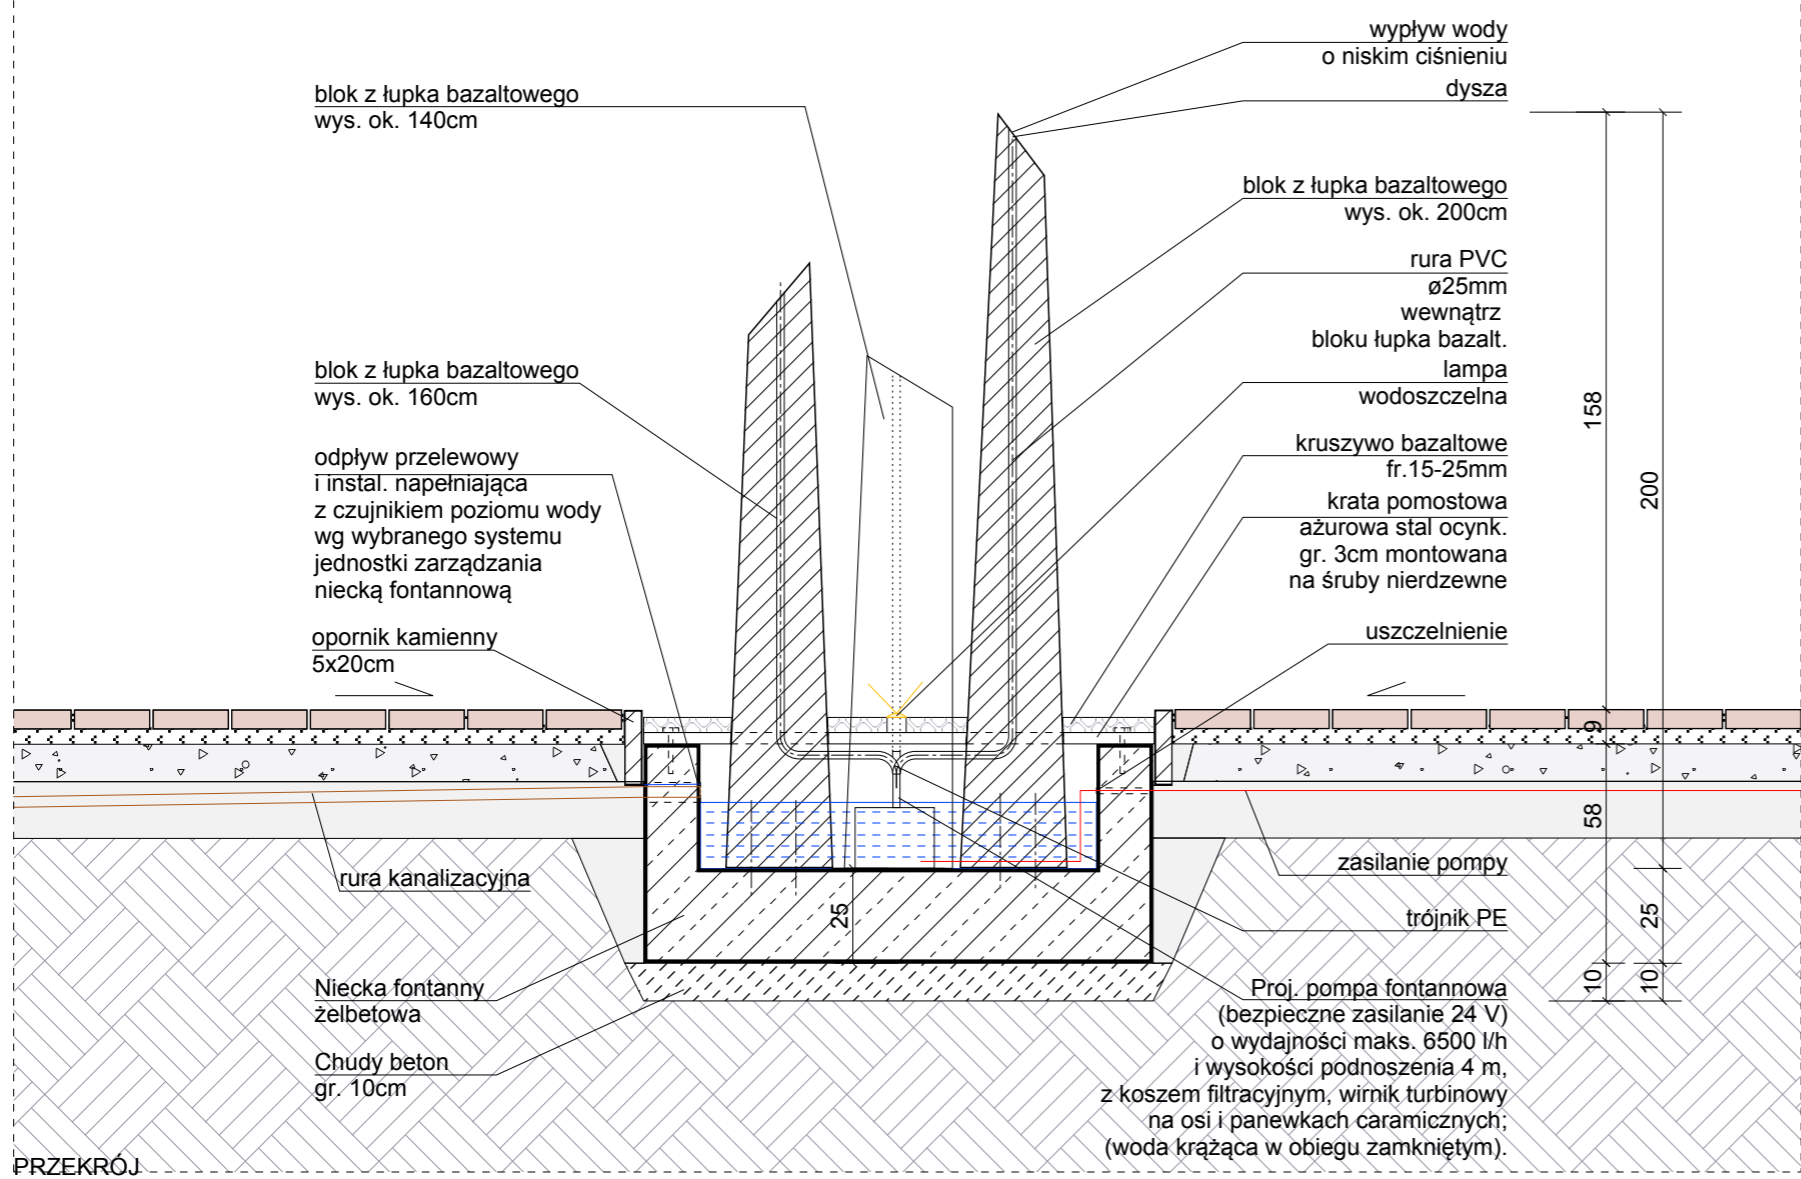 blok z łupka bazaltowego
wys. ok. 140cm
blok z łupka bazaltowego
wys. ok. 160cm
odpływ przelewowy
i instal. napełniająca
z czujnikiem poziomu wody
wg wybranego systemu
jednostki zarządzania
niecką fontannową
opornik kamienny
5x20cm
rura kanalizacyjna
Niecka fontanny
żelbetowa
Chudy beton
gr. 10cm
PRZEKRÓJ
25
wypływ wody
o niskim ciśnieniu
dysza
blok z łupka bazaltowego
wys. ok. 200cm
rura PVC
ø25mm
wewnątrz
bloku łupka bazalt.
lampa
wodoszczelna
kruszywo bazaltowe
fr.15-25mm
krata pomostowa
ażurowa stal ocynk.
gr. 3cm montowana
na śruby nierdzewne
uszczelnienie
zasilanie pompy
trójnik PE
Proj. pompa fontannowa
(bezpieczne zasilanie 24 V)
o wydajności maks. 6500 l/h
i wysokości podnoszenia 4 m,
z koszem filtracyjnym, wirnik turbinowy
na osi i panewkach caramicznych;
(woda krążąca w obiegu zamkniętym).
158
9
58
10
200
25
10